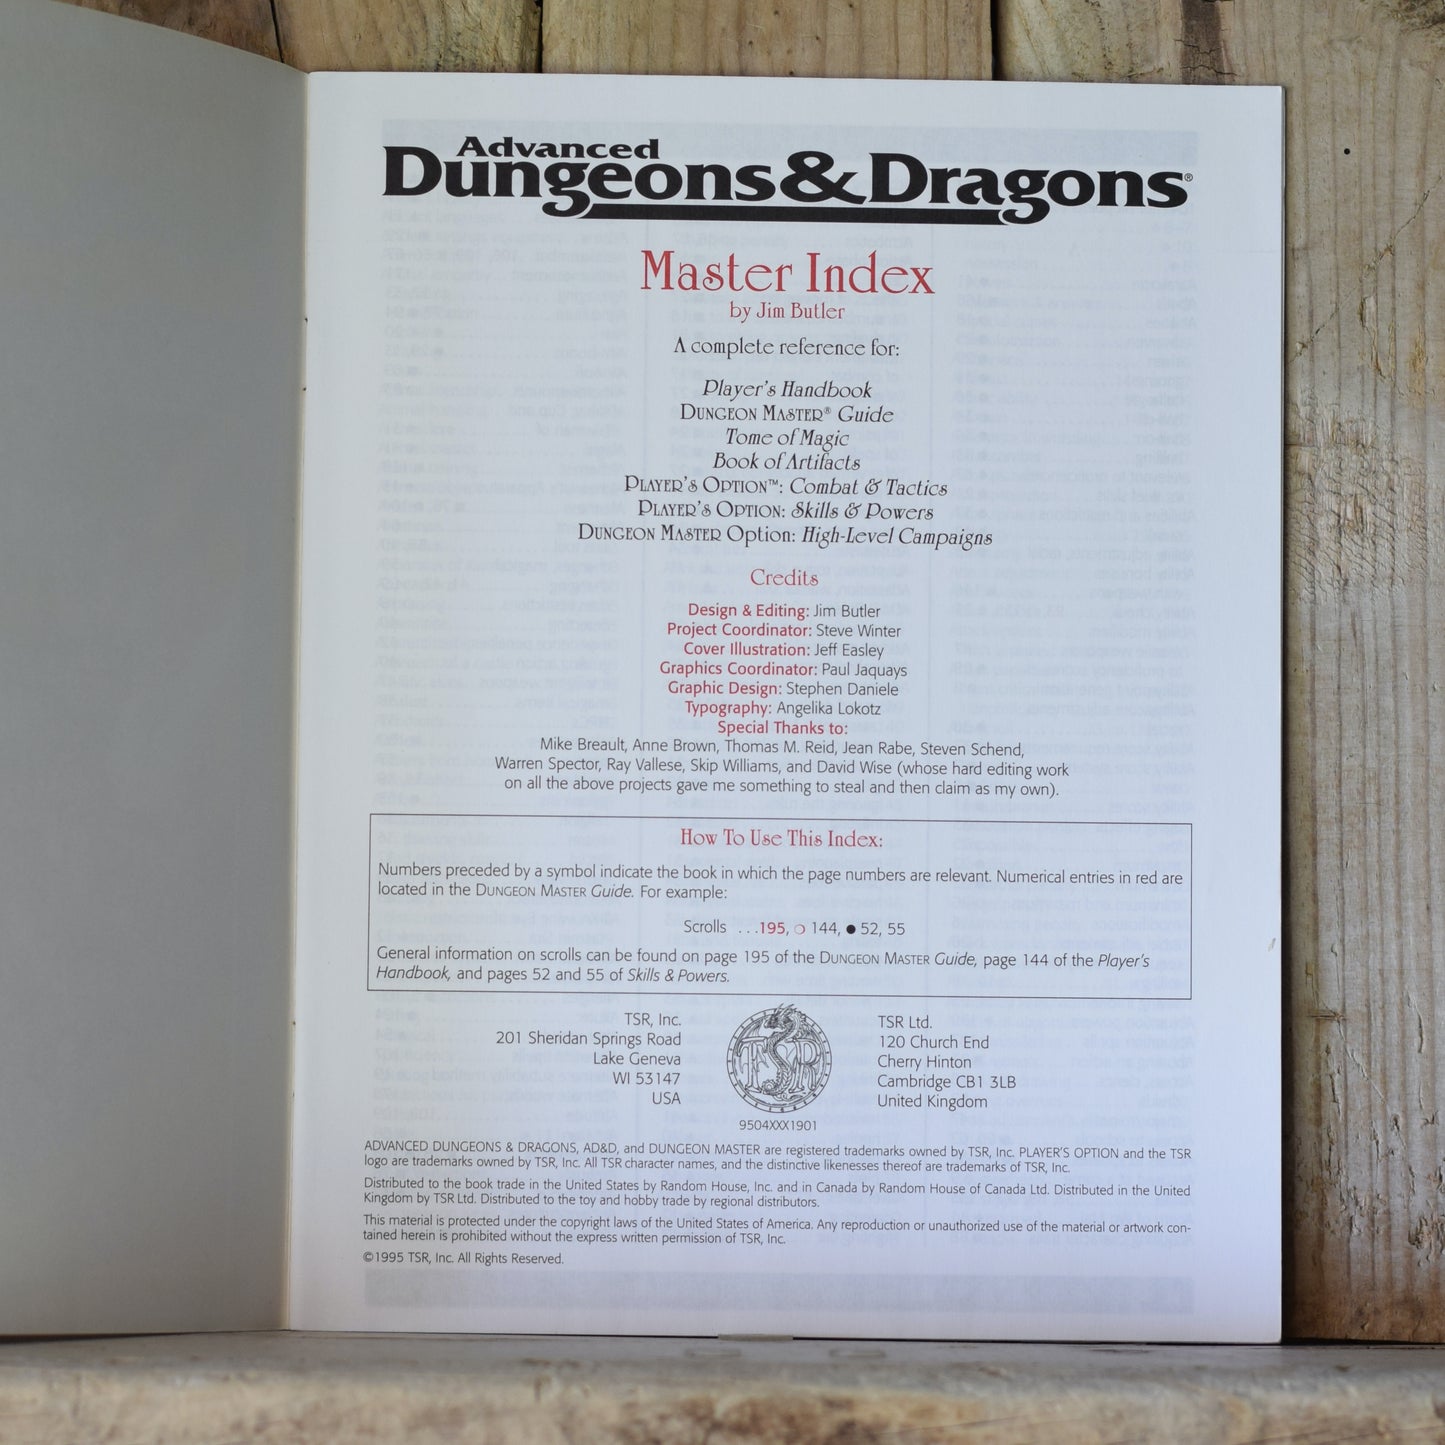 Advanced
Dungeons & Dragons®
Master Index
by Jim Butler
A complete reference for:
Player's Handbook
DUNGEON MASTER® Guide
Tome of Magic
Book of Artifacts
PLAYER'S OPTION™: Combat & Tactics
PLAYER'S OPTION: Skills & Powers
DUNGEON MASTER Option: High-Level Campaigns
Credits
Design & Editing: Jim Butler
Project Coordinator: Steve Winter
Cover Illustration: Jeff Easley
Graphics Coordinator: Paul Jaquays
Graphic Design: Stephen Daniele
Typography: Angelika Lokotz
Special Thanks to:
Mike Breault, Anne Brown, Thomas M. Reid, Jean Rabe, Steven Schend,
Warren Spector, Ray Vallese, Skip Williams, and David Wise (whose hard editing work
on all the above projects gave me something to steal and then claim as my own).
How To Use This Index:
Numbers preceded by a symbol indicate the book in which the page numbers are relevant. Numerical entries in red are
located in the DUNGEON MASTER Guide. For example:
Scrolls . . .195, ❍ 144, ● 52, 55
General information on scrolls can be found on page 195 of the DUNGEON MASTER Guide, page 144 of the Player's
Handbook, and pages 52 and 55 of Skills & Powers.
TSR, Inc.
201 Sheridan Springs Road
Lake Geneva
WI 53147
USA
TSR
9504XXX1901
TSR Ltd.
120 Church End
Cherry Hinton
Cambridge CB1 3LB
United Kingdom
ADVANCED DUNGEONS & DRAGONS, AD&D, and DUNGEON MASTER are registered trademarks owned by TSR, Inc. PLAYER'S OPTION and the TSR
logo are trademarks owned by TSR, Inc. All TSR character names, and the distinctive likenesses thereof are trademarks of TSR, Inc.
Distributed to the book trade in the United States by Random House, Inc. and in Canada by Random House of Canada Ltd. Distributed in the United
Kingdom by TSR Ltd. Distributed to the toy and hobby trade by regional distributors.
This material is protected under the copyright laws of the United States of America. Any reproduction or unauthorized use of the material or artwork con-
tained herein is prohibited without the express written permission of TSR, Inc.
©1995 TSR, Inc. All Rights Reserved.